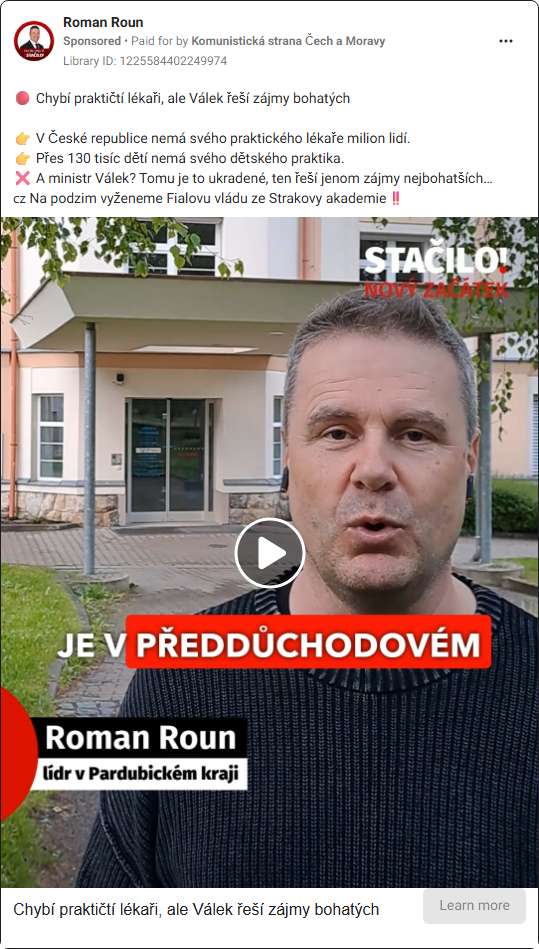 Roman Roun
Sponsored • Paid for by Komunistická strana Čech a Moravy
Library ID: 1225584402249974
Chybí praktičtí lékaři, ale Válek řeší zájmy bohatých
V České republice nemá svého praktického lékaře milion lidí.
Přes 130 tisíc dětí nemá svého dětského praktika.
A ministr Válek? Tomu je to ukradené, ten řeší jenom zájmy nejbohatších…
cz Na podzim vyženeme Fialovu vládu ze Strakovy akademie ‼️
STAČILO!
NOVÝ ZAČÁTEK
JE V PŘEDDŮCHODOVÉM
Roman Roun
lídr v Pardubickém kraji
Chybí praktičtí lékaři, ale Válek řeší zájmy bohatých
Learn more